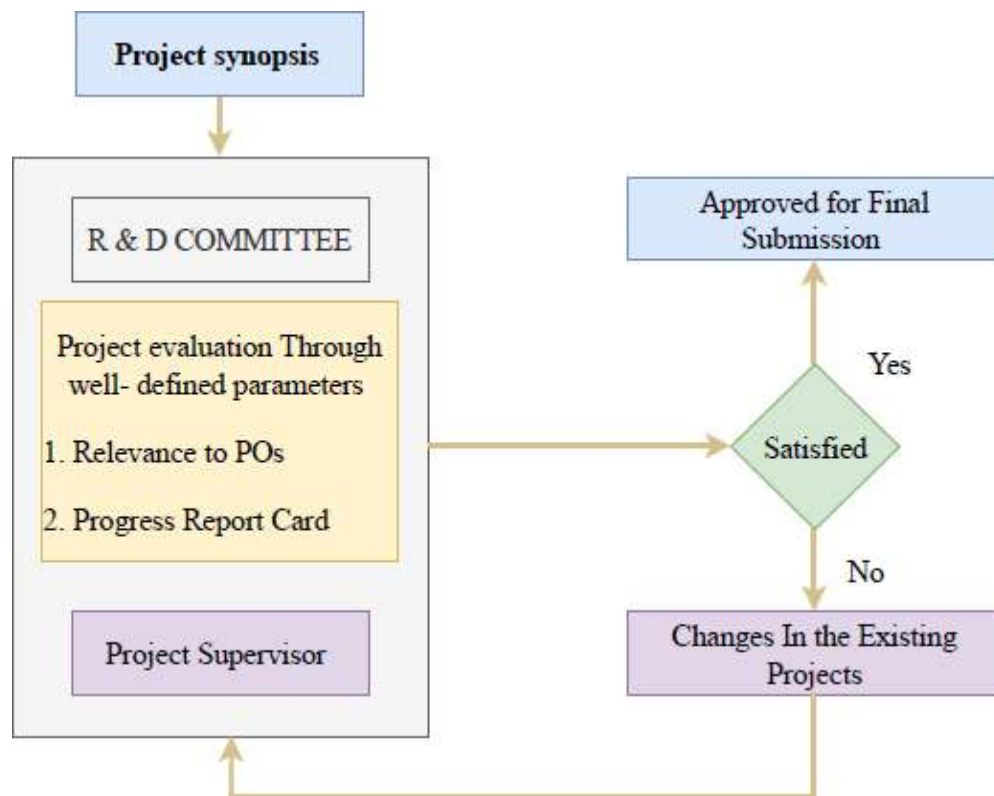 Project synopsis
R & D COMMITTEE
Project evaluation Through
well- defined parameters
1. Relevance to POs
2. Progress Report Card
Project Supervisor
Approved for Final
Submission
Yes
Satisfied
No
Changes In the Existing
Projects